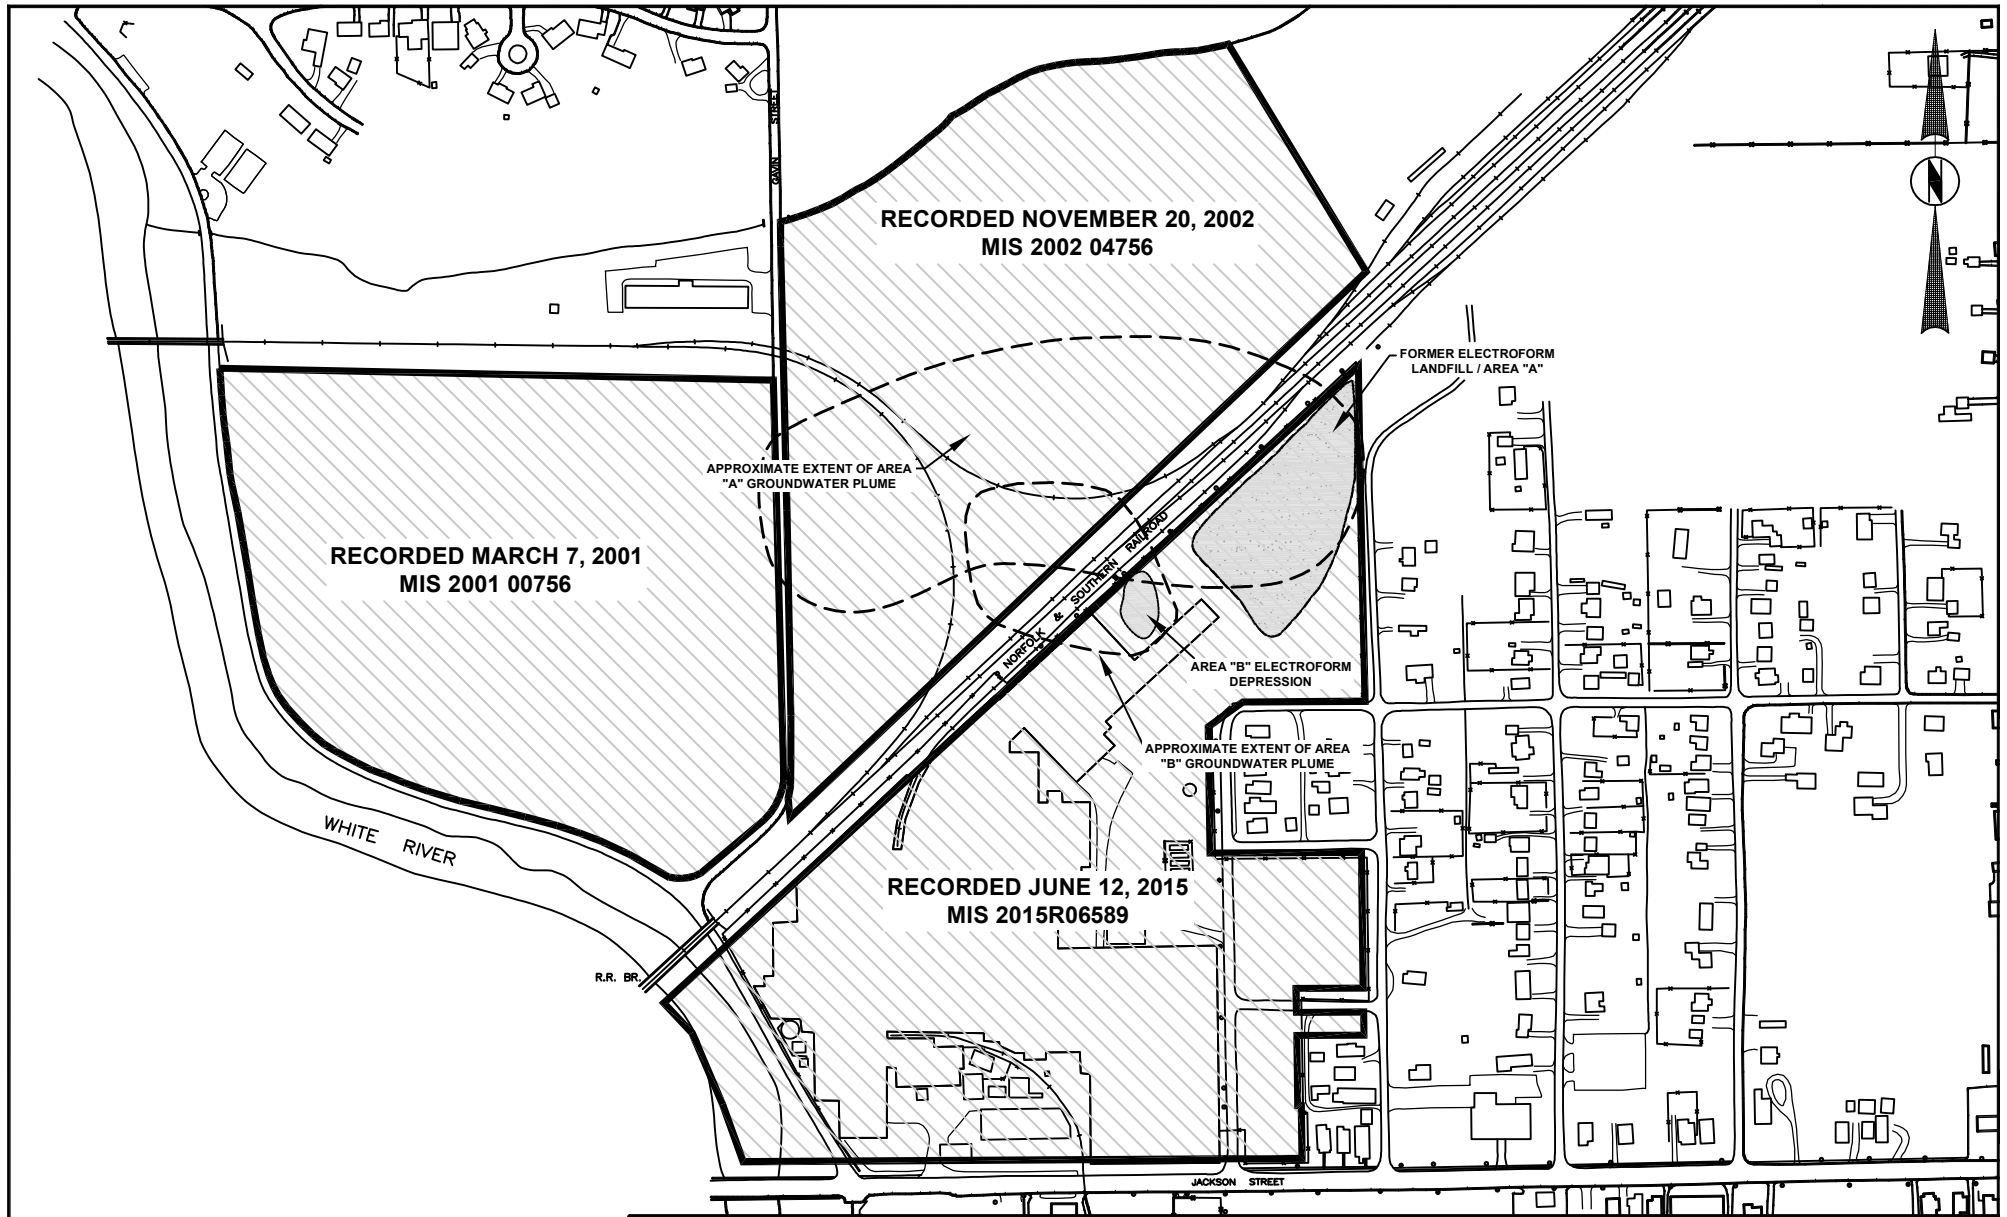 GAVIN STREET
RECORDED NOVEMBER 20, 2002
MIS 2002 04756
N
FORMER ELECTROFORM
LANDFILL / AREA "A"
APPROXIMATE EXTENT OF AREA
"A" GROUNDWATER PLUME
RECORDED MARCH 7, 2001
MIS 2001 00756
NORFOLK & SOUTHERN RAILROAD
AREA "B" ELECTROFORM
DEPRESSION
APPROXIMATE EXTENT OF AREA
"B" GROUNDWATER PLUME
WHITE RIVER
RECORDED JUNE 12, 2015
MIS 2015R06589
R.R. BR.
JACKSON STREET